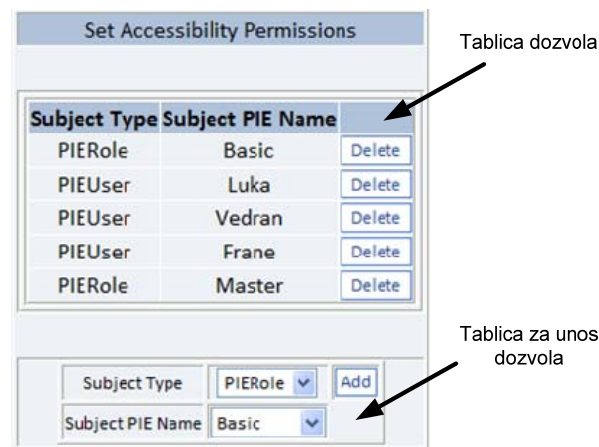 Set Accessibility Permissions
Tablica dozvola
Subject Type Subject PIE Name
PIERole Basic Delete
PIEUser Luka Delete
PIEUser Vedran Delete
PIEUser Frane Delete
PIERole Master Delete
Tablica za unos
dozvola
Subject Type PIERole Add
Subject PIE Name Basic